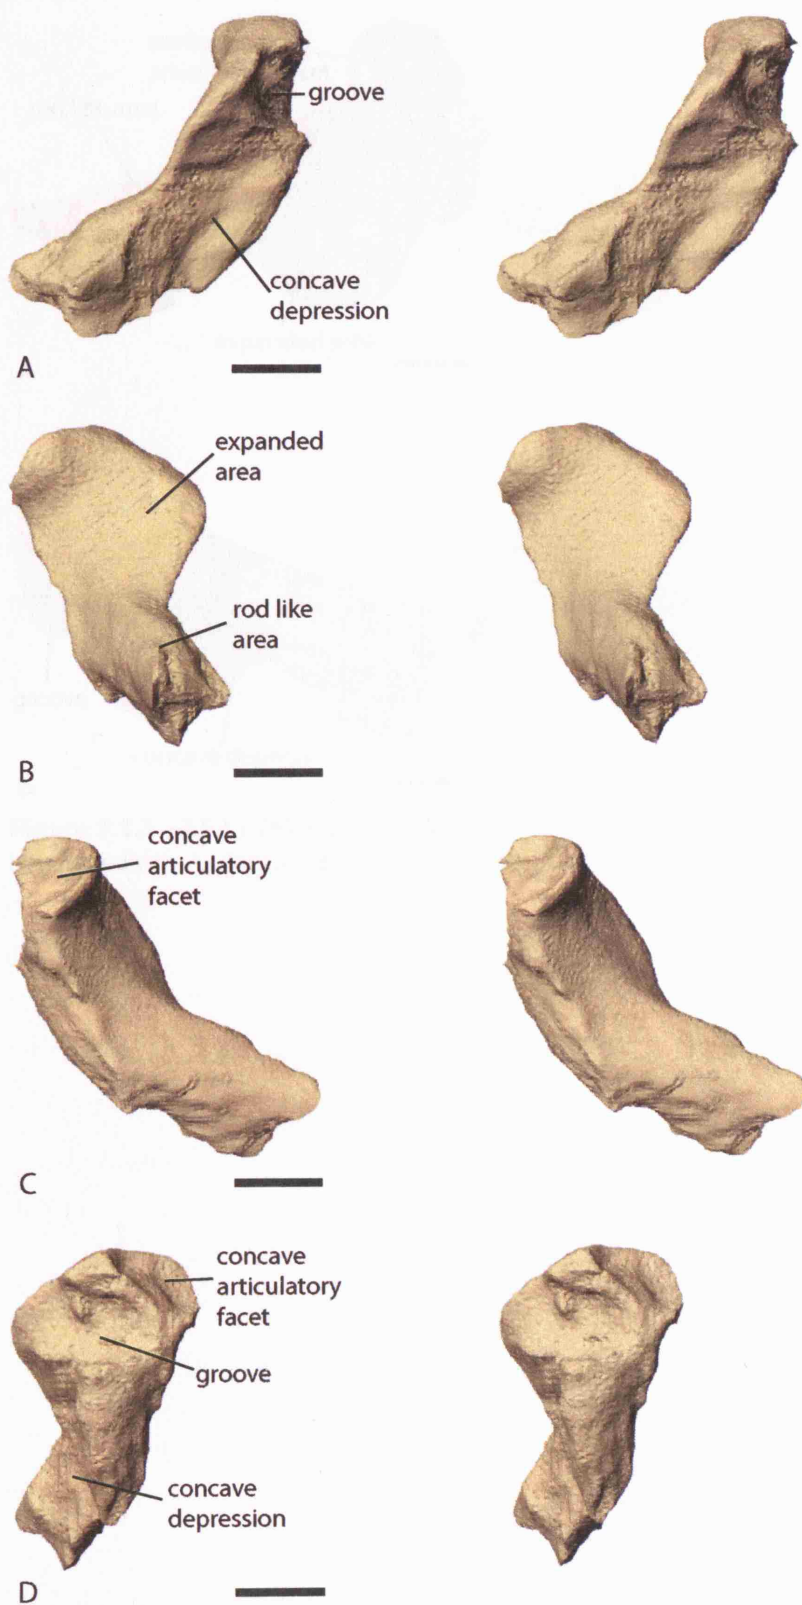 groove
concave
depression
A
expanded
area
rod like
area
B
concave
articulatory
facet
C
concave
articulatory
facet
groove
concave
depression
D